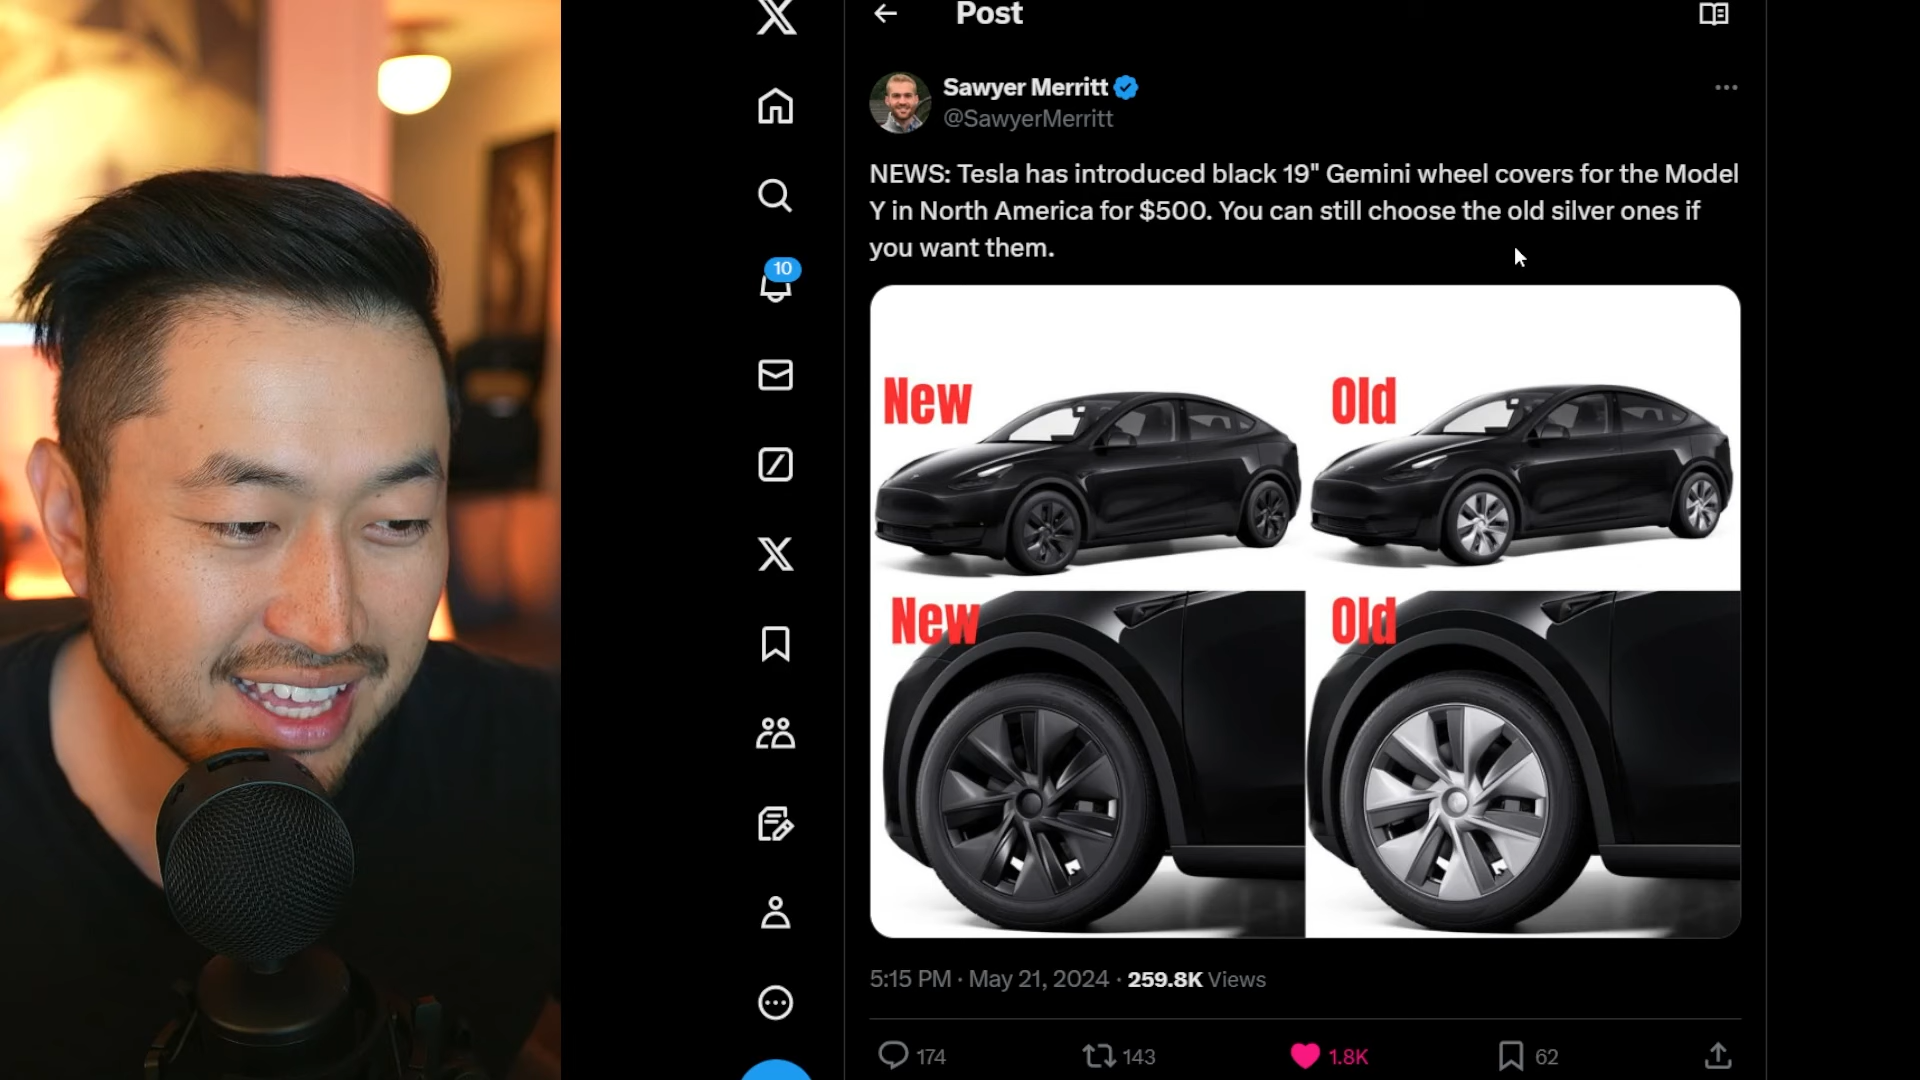 Post
Sawyer Merritt
@SawyerMerritt
NEWS: Tesla has introduced black 19" Gemini wheel covers for the Model
Y in North America for $500. You can still choose the old silver ones if
you want them.
10
New
Old
New
Old
5:15 PM · May 21, 2024 · 259.8K Views
174
143
1.8K
62